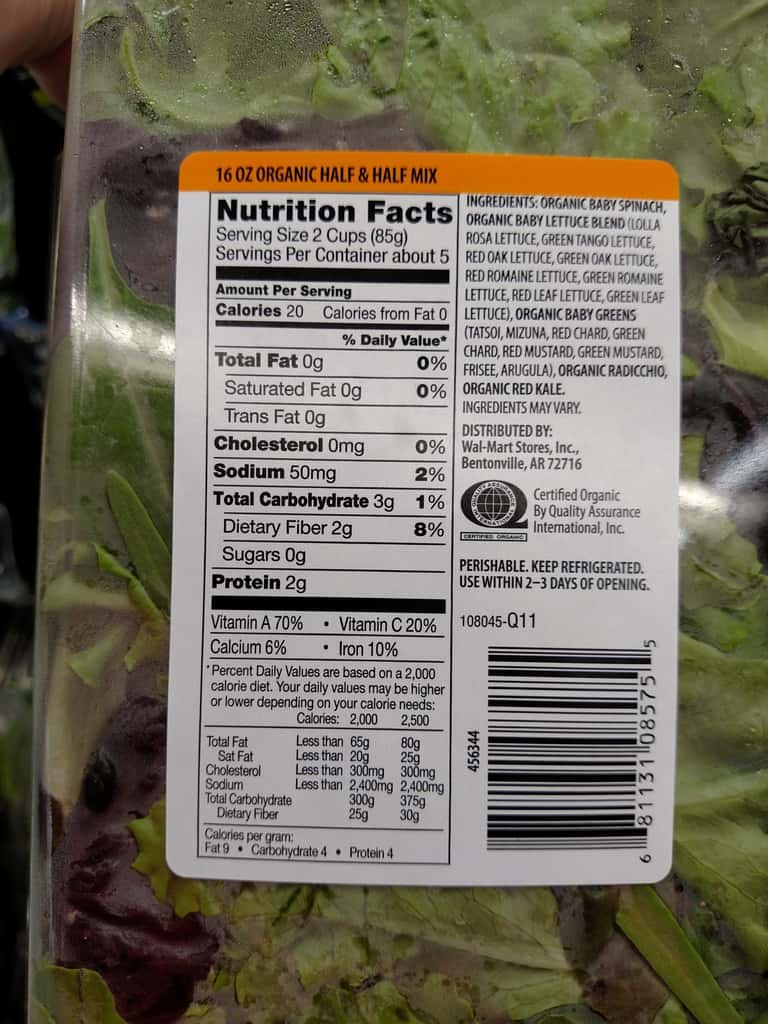 16 OZ ORGANIC HALF & HALF MIX
Nutrition Facts
Serving Size 2 Cups (85g)
Servings Per Container about 5
Amount Per Serving
Calories 20 Calories from Fat 0
% Daily Value*
Total Fat 0g 0%
Saturated Fat 0g 0%
Trans Fat 0g
Cholesterol 0mg 0%
Sodium 50mg 2%
Total Carbohydrate 3g 1%
Dietary Fiber 2g 8%
Sugars 0g
Protein 2g
Vitamin A 70% • Vitamin C 20%
Calcium 6% • Iron 10%
*Percent Daily Values are based on a 2,000
calorie diet. Your daily values may be higher
or lower depending on your calorie needs:
Calories: 2,000 2,500
Total Fat Less than 65g 80g
Sat Fat Less than 20g 25g
Cholesterol Less than 300mg 300mg
Sodium Less than 2,400mg 2,400mg
Total Carbohydrate 300g 375g
Dietary Fiber 25g 30g
Calories per gram:
Fat 9 • Carbohydrate 4 • Protein 4
INGREDIENTS: ORGANIC BABY SPINACH,
ORGANIC BABY LETTUCE BLEND (LOLLA
ROSA LETTUCE, GREEN TANGO LETTUCE,
RED OAK LETTUCE, GREEN OAK LETTUCE,
RED ROMAINE LETTUCE, GREEN ROMAINE
LETTUCE, RED LEAF LETTUCE, GREEN LEAF
LETTUCE), ORGANIC BABY GREENS
(TATSOI, MIZUNA, RED CHARD, GREEN
CHARD, RED MUSTARD, GREEN MUSTARD,
FRISEE, ARUGULA), ORGANIC RADICCHIO,
ORGANIC RED KALE.
INGREDIENTS MAY VARY.
DISTRIBUTED BY:
Wal-Mart Stores, Inc.,
Bentonville, AR 72716
QUALITY ASSURANCE INTERNATIONAL
CERTIFIED ORGANIC
Certified Organic
By Quality Assurance
International, Inc.
PERISHABLE. KEEP REFRIGERATED.
USE WITHIN 2–3 DAYS OF OPENING.
108045-Q11
456344
6 81131 08575 5